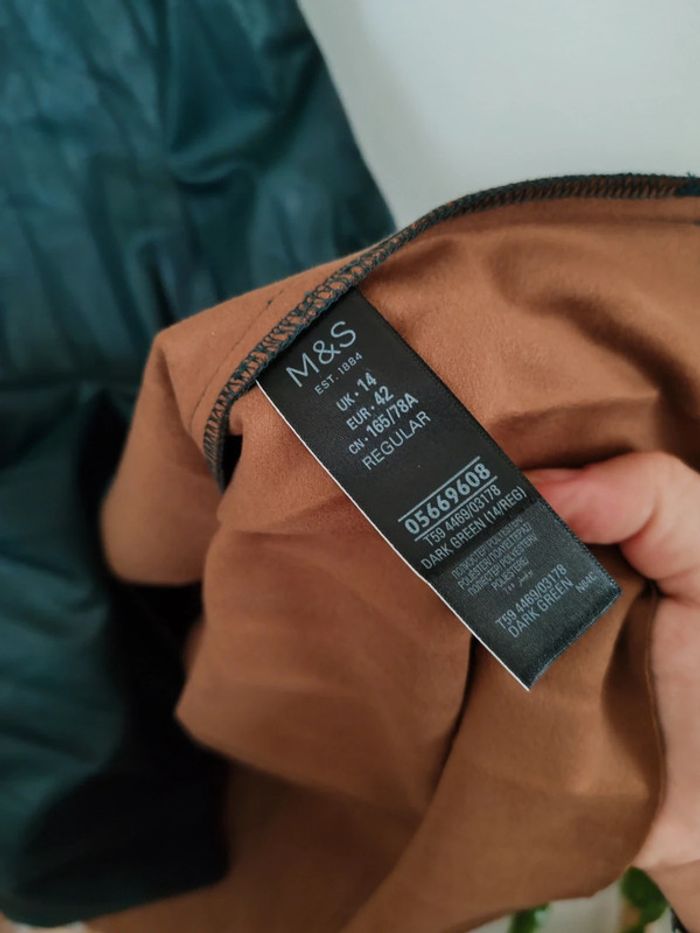 M&S
EST. 1884
UK • 14
EUR • 42
CN • 165/78A
REGULAR
05669608
T59 4469/03178
DARK GREEN (14/REG)
T59 4469/03178
DARK GREEN